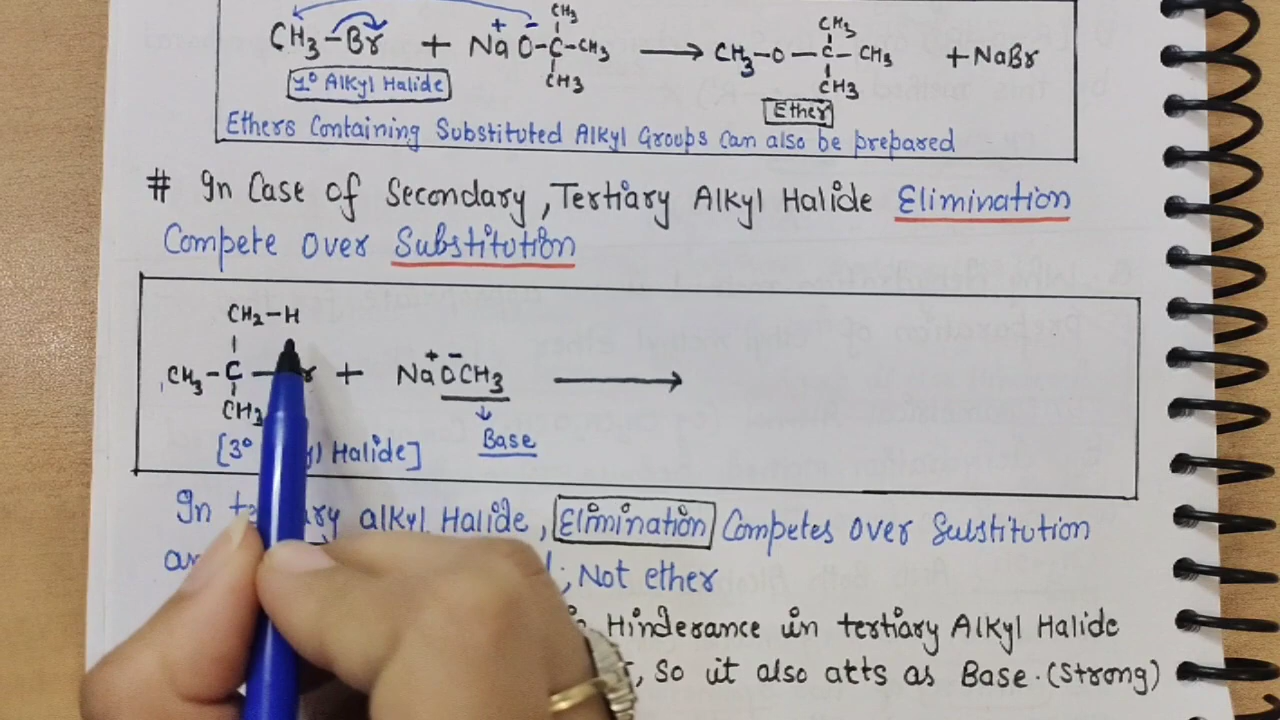 CH3
CH3-Br + Na+ O- -C-CH3 → CH3-O-C-CH3 + NaBr
CH3 CH3
1° Alkyl Halide Ether
Ethers Containing Substituted Alkyl Groups Can also be prepared
# In Case of Secondary, Tertiary Alkyl Halide Elimination
Compete Over Substitution
CH2-H
CH3-C- + Na+ O-CH3 →
CH3
[3° Halide] Base
In alkyl Halide, Elimination Competes over Substitution
; Not ether
Hinderance in tertiary Alkyl Halide
, So it also atts as Base. (Strong)